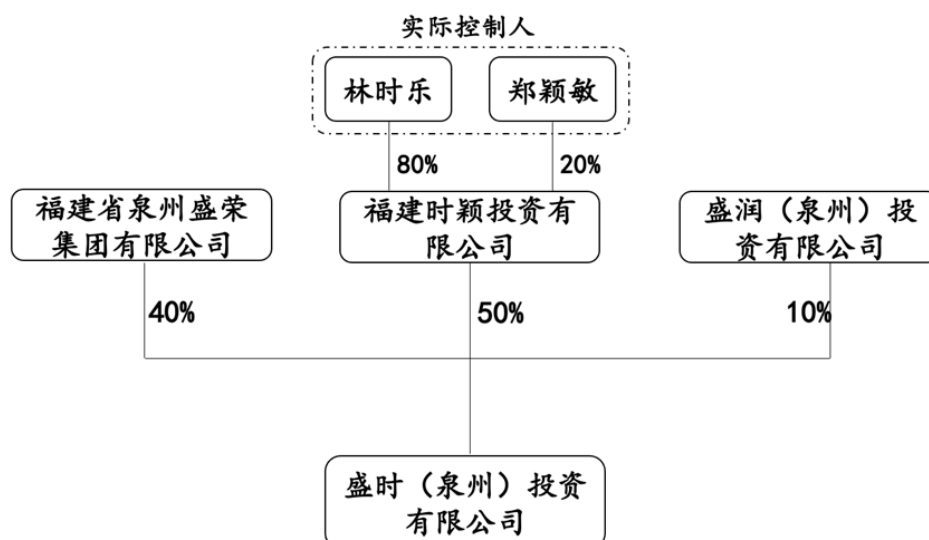 实际控制人
林时乐
郑颖敏
80%
20%
福建省泉州盛荣
集团有限公司
福建时颖投资有
限公司
盛润（泉州）投
资有限公司
40%
50%
10%
盛时（泉州）投资
有限公司